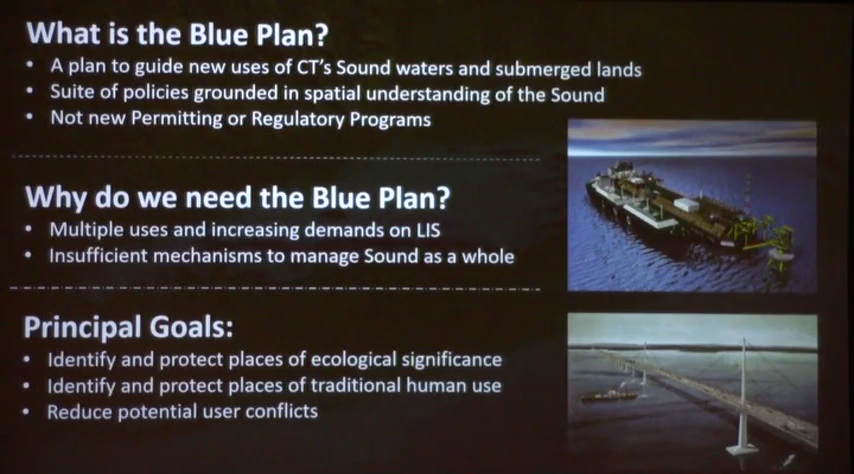 What is the Blue Plan?
• A plan to guide new uses of CT's Sound waters and submerged lands
• Suite of policies grounded in spatial understanding of the Sound
• Not new Permitting or Regulatory Programs
Why do we need the Blue Plan?
• Multiple uses and increasing demands on LIS
• Insufficient mechanisms to manage Sound as a whole
Principal Goals:
• Identify and protect places of ecological significance
• Identify and protect places of traditional human use
• Reduce potential user conflicts